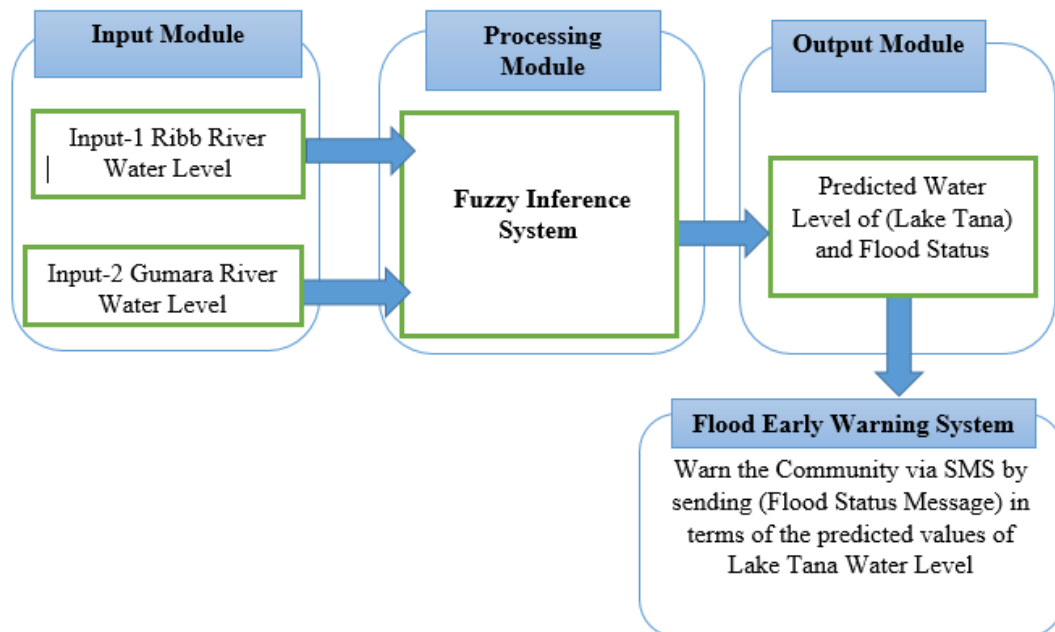 Input Module
Input-1 Ribb River
Water Level
Input-2 Gumara River
Water Level
Processing
Module
Fuzzy Inference
System
Output Module
Predicted Water
Level of (Lake Tana)
and Flood Status
Flood Early Warning System
Warn the Community via SMS by
sending (Flood Status Message) in
terms of the predicted values of
Lake Tana Water Level